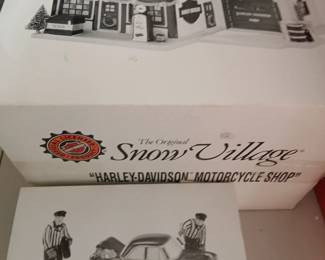 The Original
Snow Village
"HARLEY-DAVIDSON MOTORCYCLE SHOP"